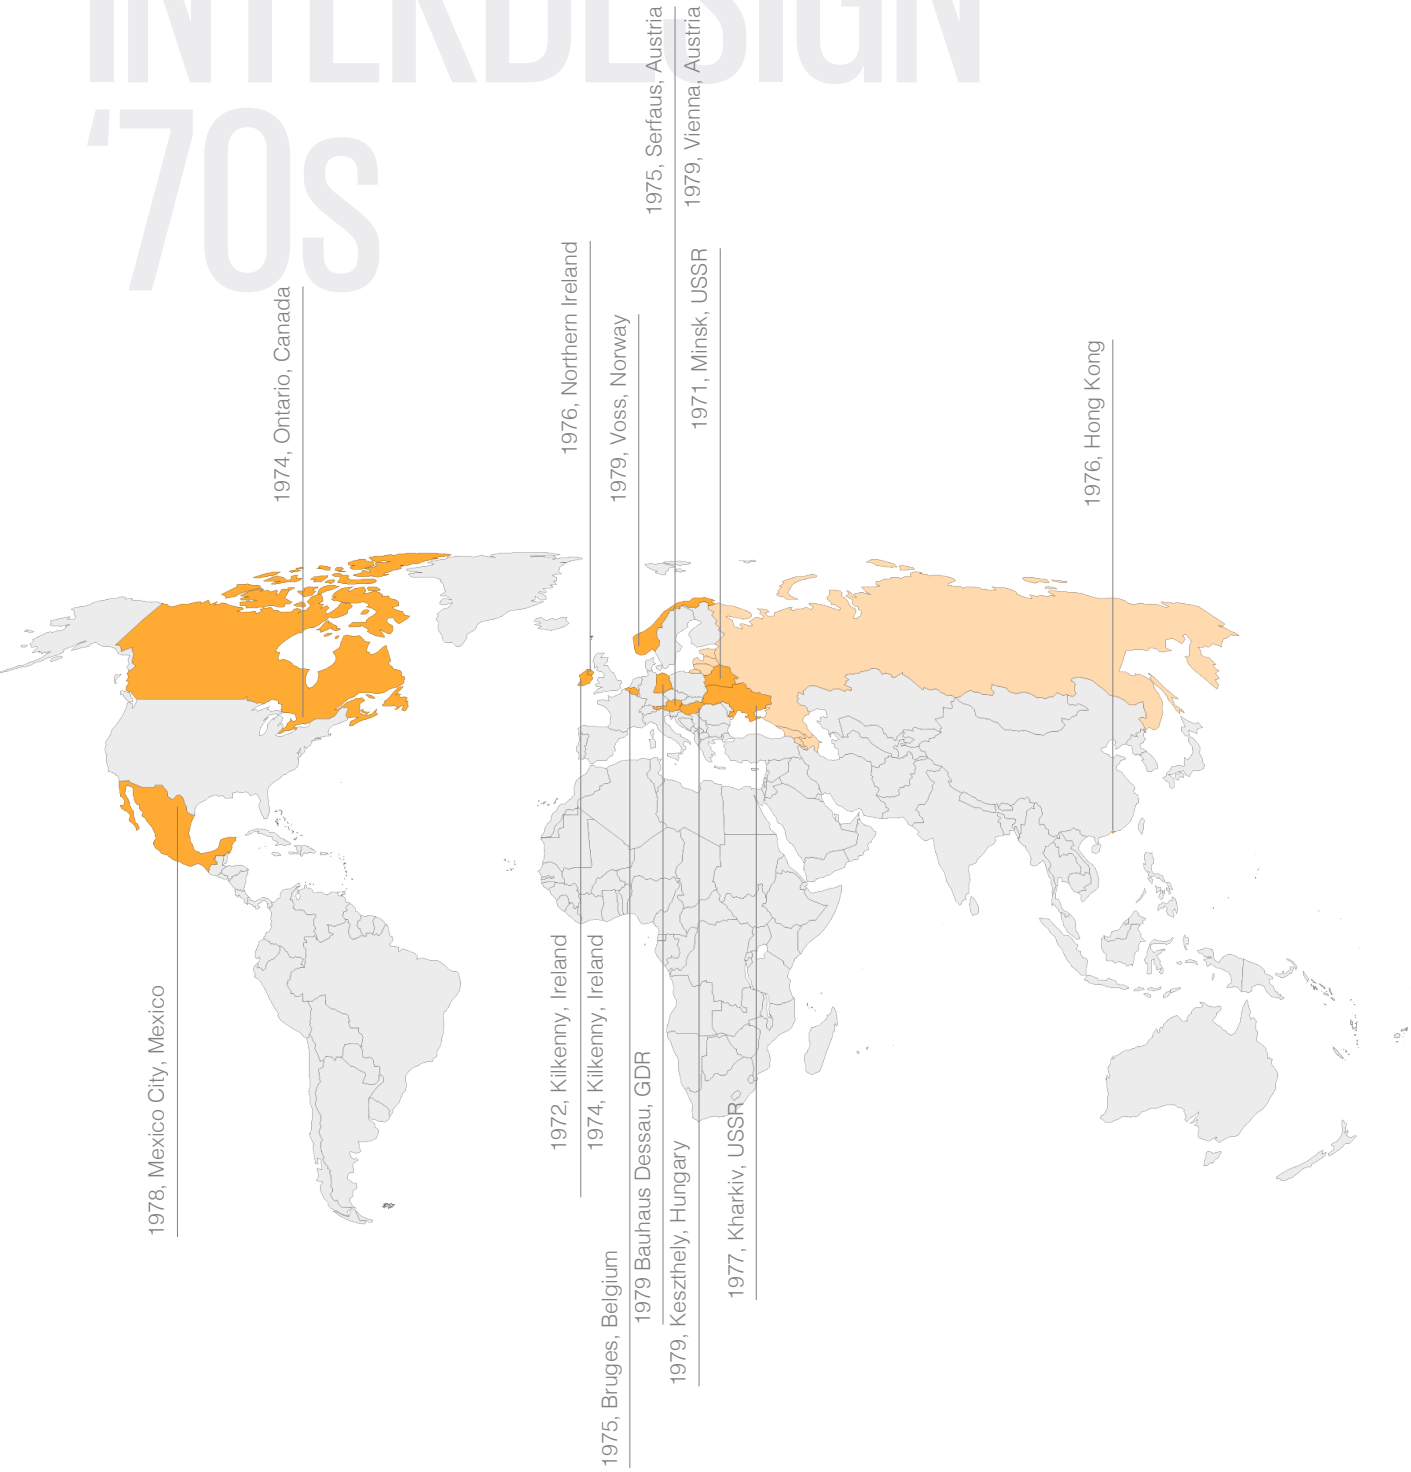 INTERDESIGN
‘70s
1975, Serfaus, Austria
1979, Vienna, Austria
1976, Northern Ireland
1971, Minsk, USSR
1974, Ontario, Canada
1979, Voss, Norway
1976, Hong Kong
1978, Mexico City, Mexico
1972, Kilkenny, Ireland
1974, Kilkenny, Ireland
1975, Bruges, Belgium
1979 Bauhaus Dessau, GDR
1979, Keszthely, Hungary
1977, Kharkiv, USSR